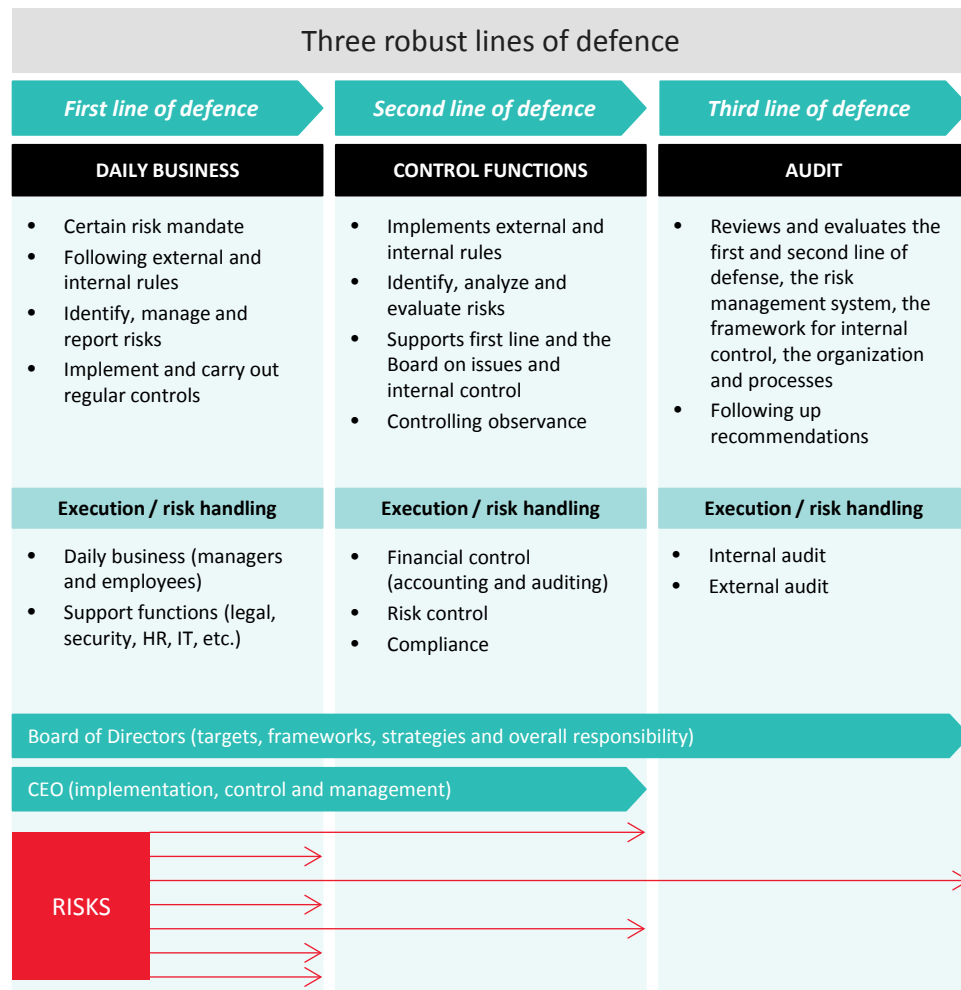 Three robust lines of defence
First line of defence
Second line of defence
Third line of defence
DAILY BUSINESS
CONTROL FUNCTIONS
AUDIT
• Certain risk mandate
• Following external and
internal rules
• Identify, manage and
report risks
• Implement and carry out
regular controls
• Implements external and
internal rules
• Identify, analyze and
evaluate risks
• Supports first line and the
Board on issues and
internal control
• Controlling observance
• Reviews and evaluates the
first and second line of
defense, the risk
management system, the
framework for internal
control, the organization
and processes
• Following up
recommendations
Execution / risk handling
Execution / risk handling
Execution / risk handling
• Daily business (managers
and employees)
• Support functions (legal,
security, HR, IT, etc.)
• Financial control
(accounting and auditing)
• Risk control
• Compliance
• Internal audit
• External audit
Board of Directors (targets, frameworks, strategies and overall responsibility)
CEO (implementation, control and management)
RISKS